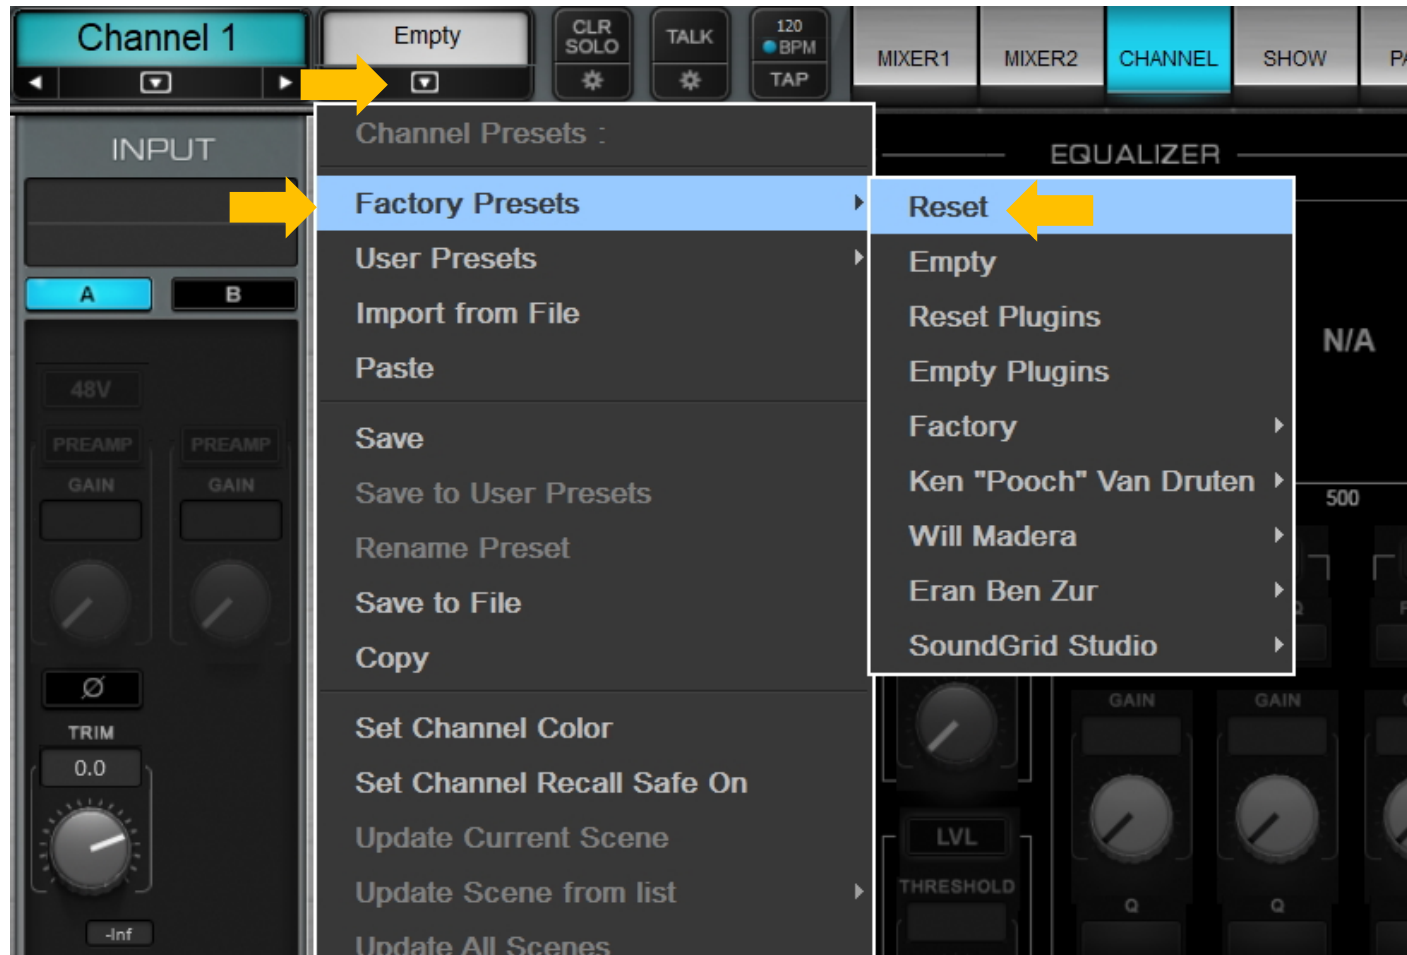 Channel 1
Empty
CLR
SOLO
TALK
120
BPM
TAP
MIXER1
MIXER2
CHANNEL
SHOW
INPUT
A
B
48V
PREAMP
PREAMP
GAIN
GAIN
Ø
TRIM
0.0
-Inf
Channel Presets :
Factory Presets
User Presets
Import from File
Paste
Save
Save to User Presets
Rename Preset
Save to File
Copy
Set Channel Color
Set Channel Recall Safe On
Update Current Scene
Update Scene from list
Update All Scenes
EQUALIZER
Reset
Empty
Reset Plugins
Empty Plugins
Factory
Ken "Pooch" Van Druten
Will Madera
Eran Ben Zur
SoundGrid Studio
N/A
500
GAIN
GAIN
LVL
THRESHOLD
Q
Q